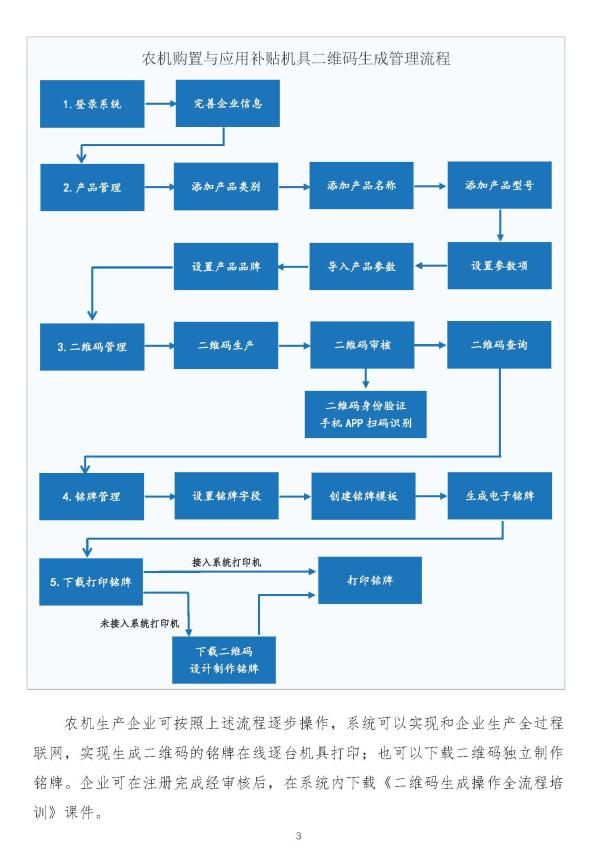 农机购置与应用补贴机具二维码生成管理流程
1.登录系统
完善企业信息
2.产品管理
添加产品类别
添加产品名称
添加产品型号
设置产品品牌
导入产品参数
设置参数项
3.二维码管理
二维码生产
二维码审核
二维码查询
二维码身份验证
手机 APP 扫码识别
4.铭牌管理
设置铭牌字段
创建铭牌模板
生成电子铭牌
接入系统打印机
5.下载打印铭牌
打印铭牌
未接入系统打印机
下载二维码
设计制作铭牌
农机生产企业可按照上述流程逐步操作，系统可以实现和企业生产全过程
联网，实现生成二维码的铭牌在线逐台机具打印；也可以下载二维码独立制作
铭牌。企业可在注册完成经审核后，在系统内下载《二维码生成操作全流程培
训》课件。
3